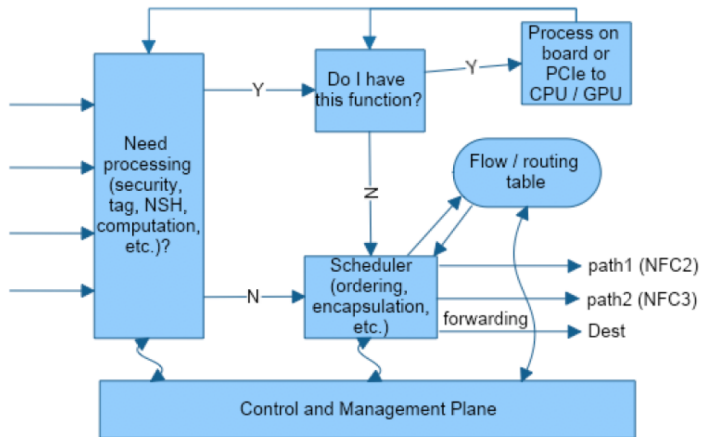 Process on
board or
PCIe to
CPU / GPU
Do I have
this function?
Y
Y
Need
processing
(security,
tag, NSH,
computation,
etc.)?
Flow / routing
table
N
Scheduler
(ordering,
encapsulation,
etc.)
N
path1 (NFC2)
path2 (NFC3)
forwarding
Dest
Control and Management Plane